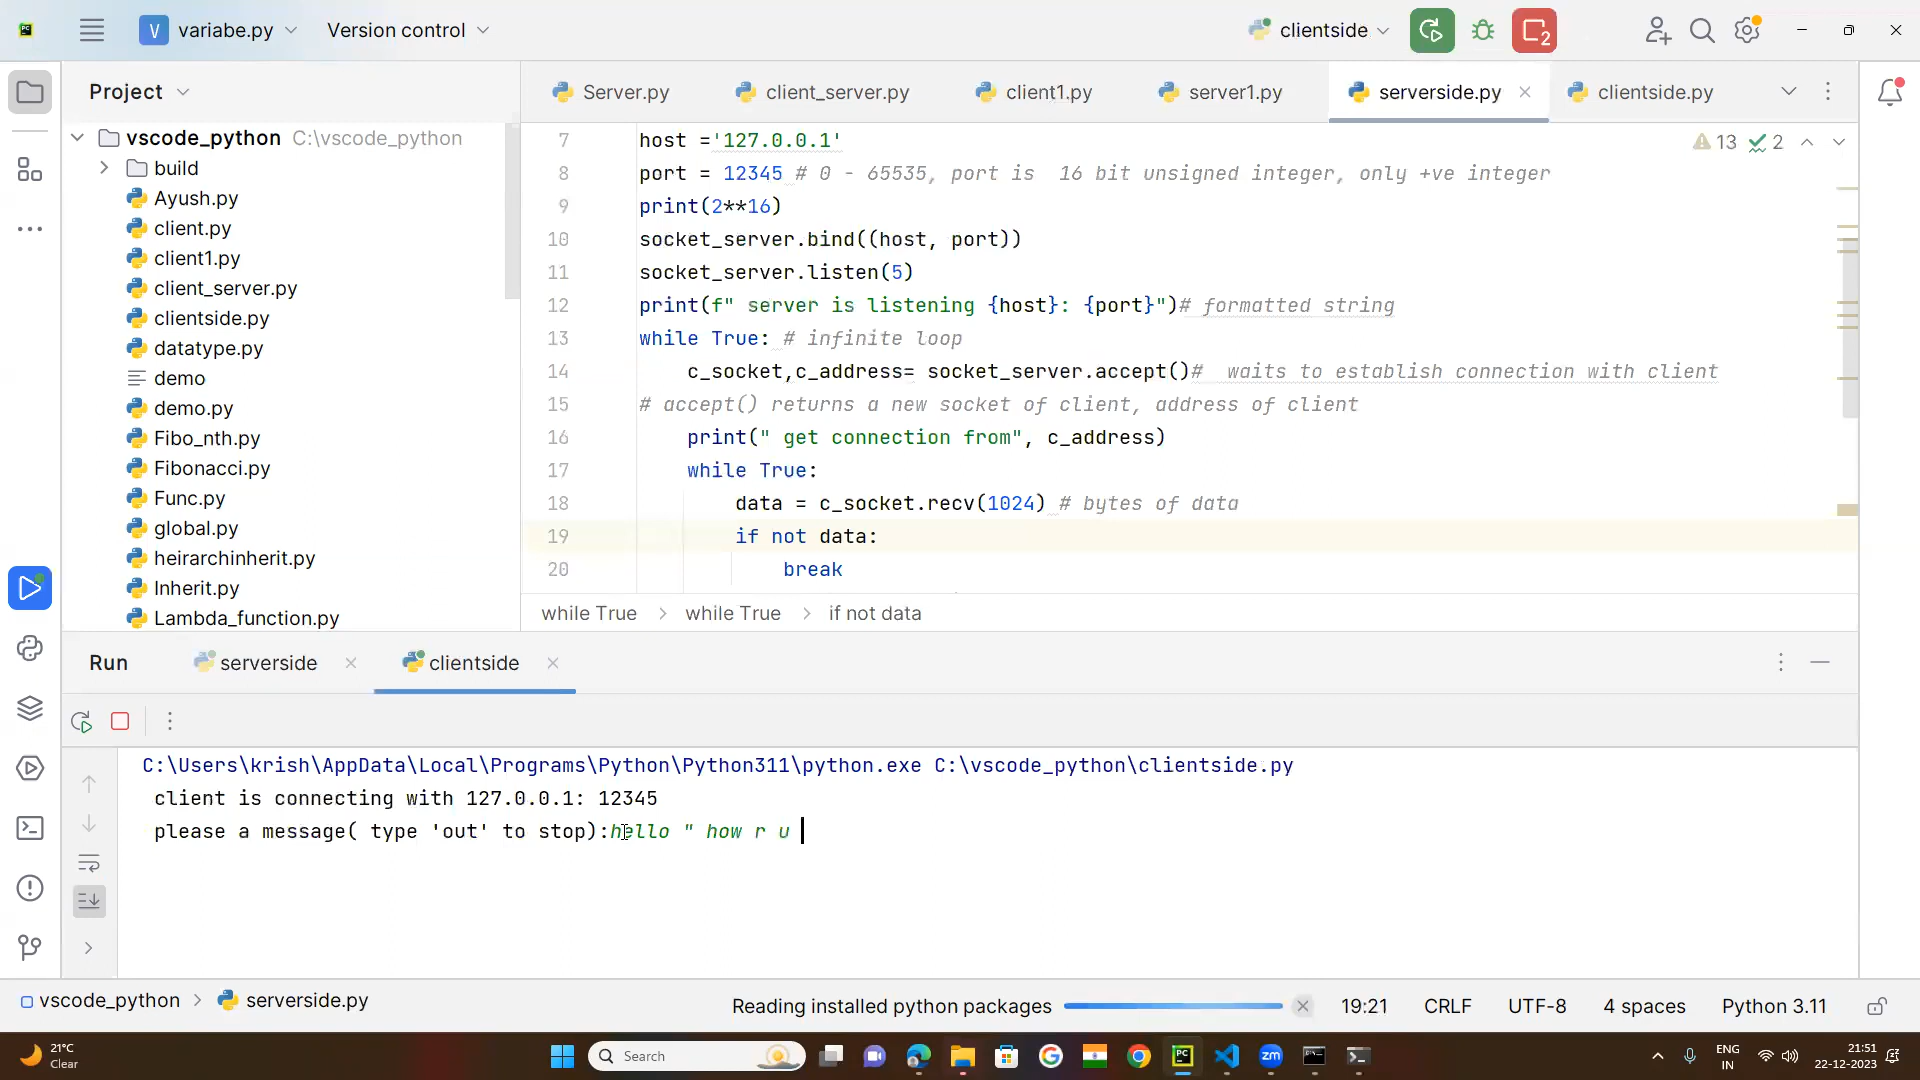 PC
V variabe.py
Version control
clientside
2
Project
Server.py
client_server.py
client1.py
server1.py
serverside.py
clientside.py
vscode_python C:\vscode_python
build
Ayush.py
client.py
client1.py
client_server.py
clientside.py
datatype.py
demo
demo.py
Fibo_nth.py
Fibonacci.py
Func.py
global.py
heirarchinherit.py
Inherit.py
Lambda_function.py
13 2
7 host ='127.0.0.1'
8 port = 12345 # 0 - 65535, port is  16 bit unsigned integer, only +ve integer
9 print(2**16)
10 socket_server.bind((host, port))
11 socket_server.listen(5)
12 print(f" server is listening {host}: {port}")# formatted string
13 while True: # infinite loop
14 c_socket,c_address= socket_server.accept()#  waits to establish connection with client
15 # accept() returns a new socket of client, address of client
16 print(" get connection from", c_address)
17 while True:
18 data = c_socket.recv(1024) # bytes of data
19 if not data:
20 break
while True > while True > if not data
Run
serverside
clientside
C:\Users\krish\AppData\Local\Programs\Python\Python311\python.exe C:\vscode_python\clientside.py
client is connecting with 127.0.0.1: 12345
please a message( type 'out' to stop):hello " how r u
vscode_python > serverside.py
Reading installed python packages
19:21
CRLF
UTF-8
4 spaces
Python 3.11
21°C
Clear
Search
PC
zm
ENG
IN
21:51
22-12-2023